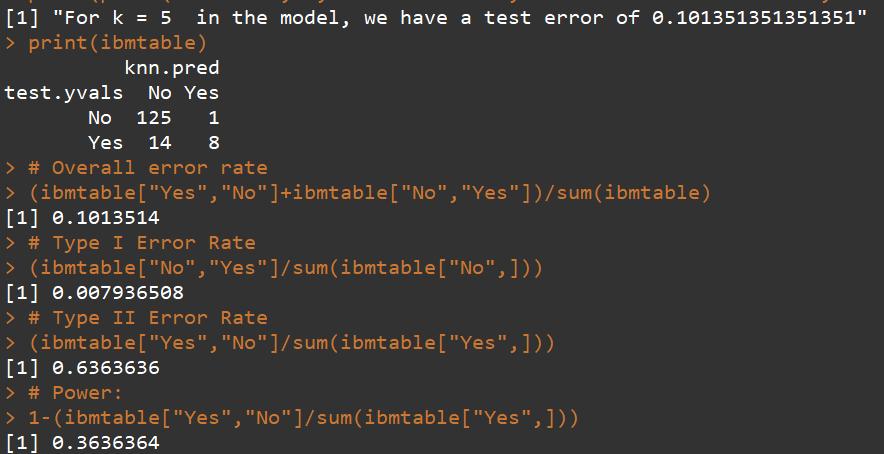 [1] "For k = 5  in the model, we have a test error of 0.101351351351351"
> print(ibmtable)
          knn.pred
test.yvals  No Yes
       No  125   1
       Yes  14   8
> # Overall error rate
> (ibmtable["Yes","No"]+ibmtable["No","Yes"])/sum(ibmtable)
[1] 0.1013514
> # Type I Error Rate
> (ibmtable["No","Yes"]/sum(ibmtable["No",]))
[1] 0.007936508
> # Type II Error Rate
> (ibmtable["Yes","No"]/sum(ibmtable["Yes",]))
[1] 0.6363636
> # Power:
> 1-(ibmtable["Yes","No"]/sum(ibmtable["Yes",]))
[1] 0.3636364